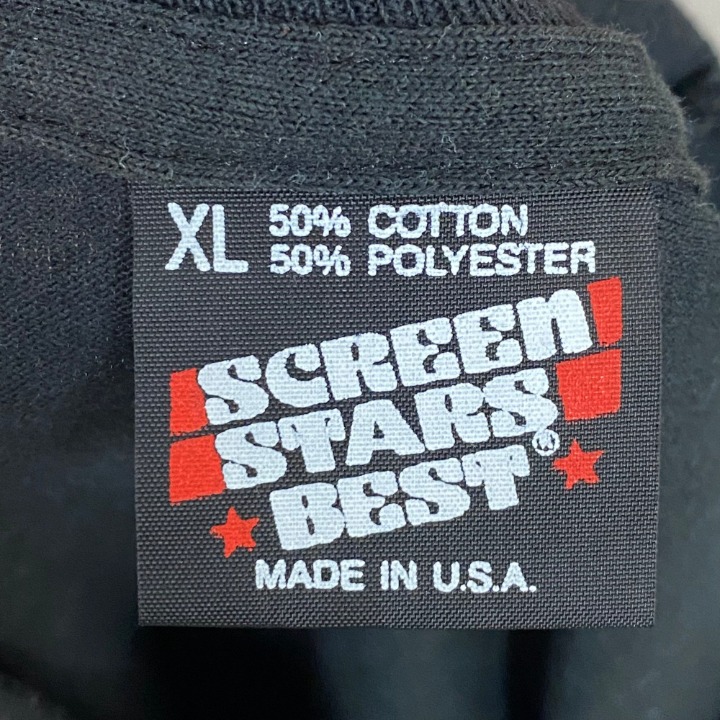 XL 50% COTTON
50% POLYESTER
SCREEN
STARS
BEST®
MADE IN U.S.A.